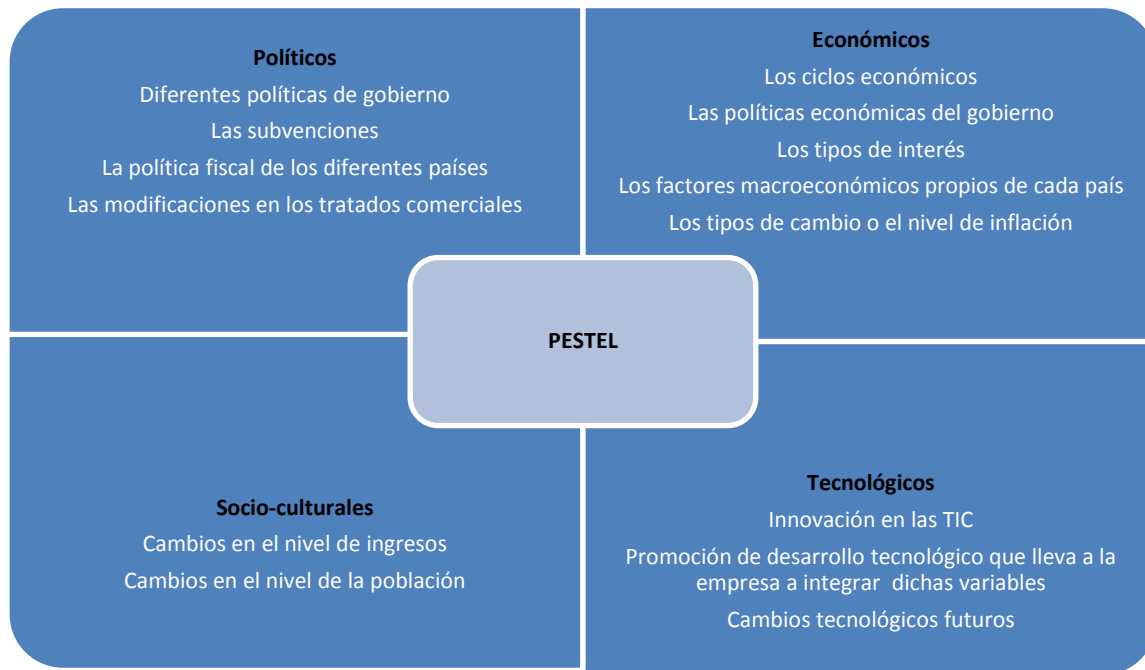 Políticos
Diferentes políticas de gobierno
Las subvenciones
La política fiscal de los diferentes países
Las modificaciones en los tratados comerciales
Económicos
Los ciclos económicos
Las políticas económicas del gobierno
Los tipos de interés
Los factores macroeconómicos propios de cada país
Los tipos de cambio o el nivel de inflación
PESTEL
Socio-culturales
Cambios en el nivel de ingresos
Cambios en el nivel de la población
Tecnológicos
Innovación en las TIC
Promoción de desarrollo tecnológico que lleva a la
empresa a integrar dichas variables
Cambios tecnológicos futuros